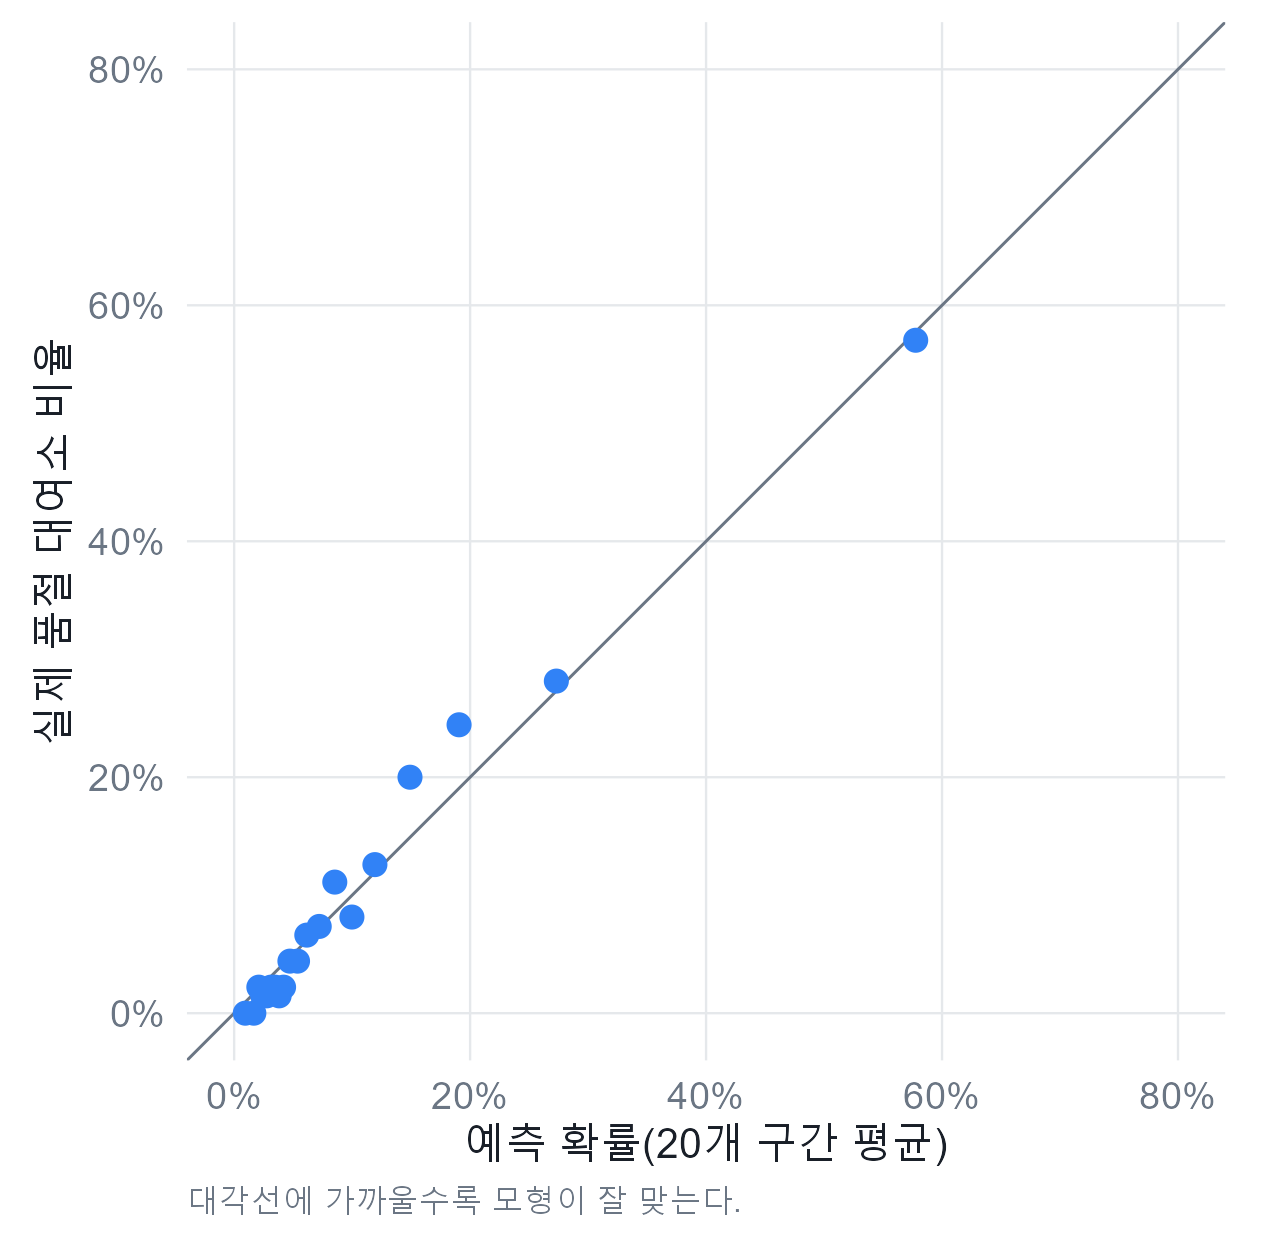 80%
60%
40%
20%
0%
실제 품절 대여소 비율
0% 20% 40% 60% 80%
예측 확률(20개 구간 평균)
대각선에 가까울수록 모형이 잘 맞는다.